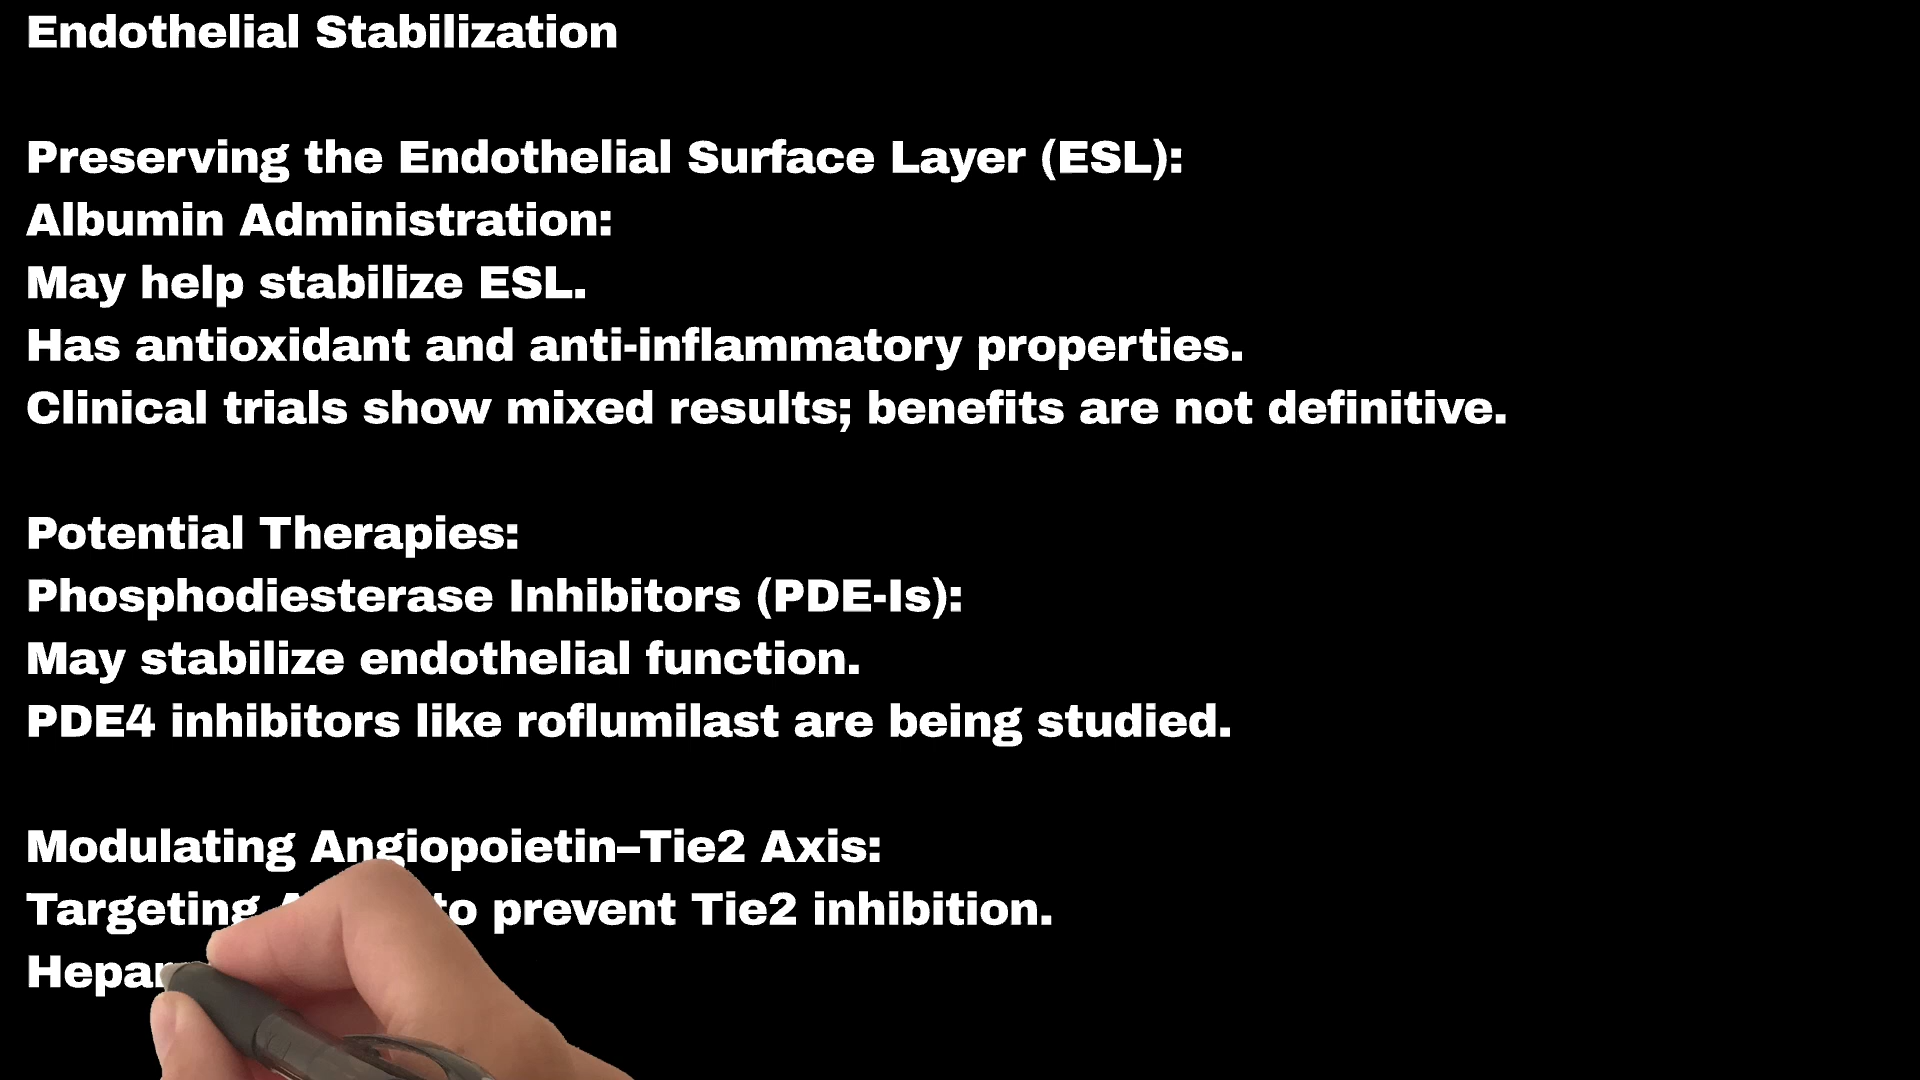 Endothelial Stabilization
Preserving the Endothelial Surface Layer (ESL):
Albumin Administration:
May help stabilize ESL.
Has antioxidant and anti-inflammatory properties.
Clinical trials show mixed results; benefits are not definitive.
Potential Therapies:
Phosphodiesterase Inhibitors (PDE-Is):
May stabilize endothelial function.
PDE4 inhibitors like roflumilast are being studied.
Modulating Angiopoietin–Tie2 Axis:
Targeting to prevent Tie2 inhibition.